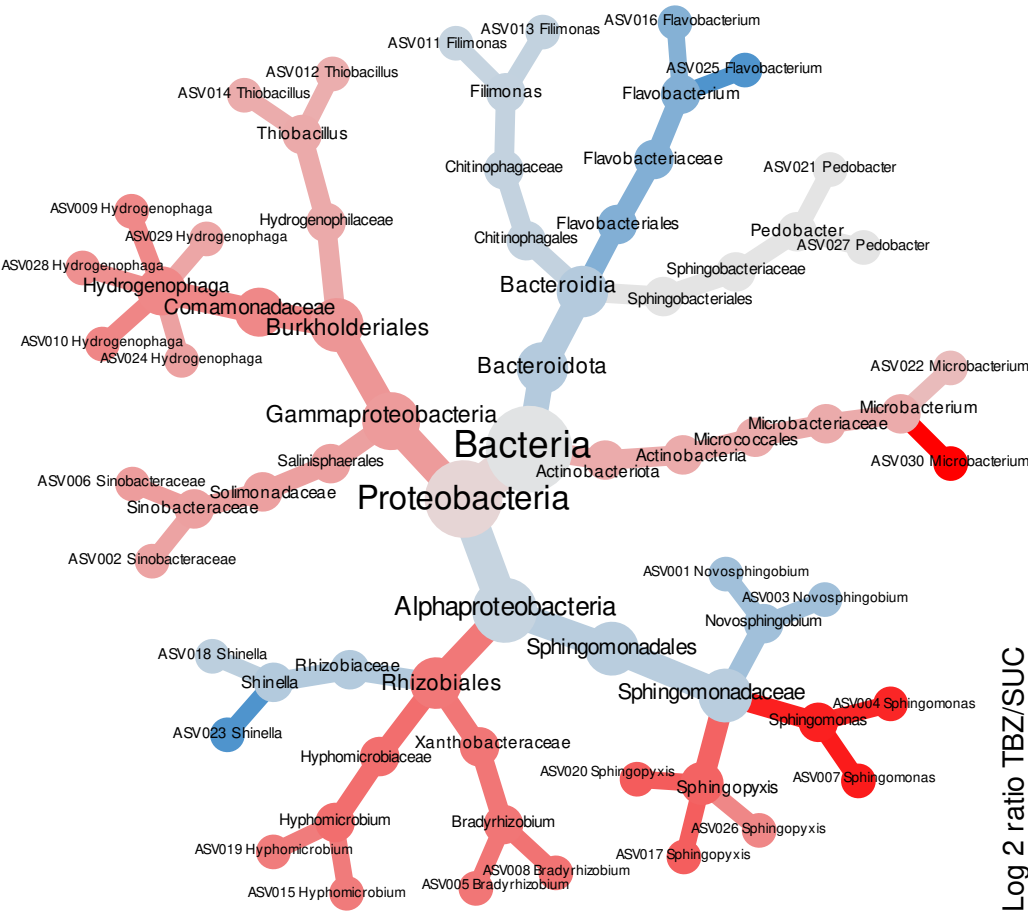 ASV016 Flavobacterium
ASV013 Filimonas
ASV011 Filimonas
ASV025 Flavobacterium
ASV012 Thiobacillus
ASV014 Thiobacillus
Filimonas
Flavobacterium
Thiobacillus
Flavobacteriaceae
Chitinophagaceae
ASV021 Pedobacter
ASV009 Hydrogenophaga
Hydrogenophilaceae
Flavobacteriales
Pedobacter
ASV029 Hydrogenophaga
Chitinophagales
ASV027 Pedobacter
ASV028 Hydrogenophaga
Sphingobacteriaceae
Hydrogenophaga
Bacteroidia
Sphingobacteriales
Comamonadaceae
Burkholderiales
ASV010 Hydrogenophaga
ASV024 Hydrogenophaga
Bacteroidota
ASV022 Microbacterium
Microbacterium
Gammaproteobacteria
Microbacteriaceae
Bacteria
Micrococcales
Actinobacteria
Salinisphaerales
ASV030 Microbacterium
Actinobacteriota
ASV006 Sinobacteraceae
Solimonadaceae
Proteobacteria
Sinobacteraceae
ASV002 Sinobacteraceae
ASV001 Novosphingobium
ASV003 Novosphingobium
Alphaproteobacteria
Novosphingobium
Sphingomonadales
ASV018 Shinella
Rhizobiaceae
Shinella
Rhizobiales
Sphingomonadaceae
ASV004 Sphingomonas
Sphingomonas
ASV023 Shinella
Xanthobacteraceae
Hyphomicrobiaceae
ASV020 Sphingopyxis
ASV007 Sphingomonas
Sphingopyxis
Hyphomicrobium
Bradyrhizobium
ASV026 Sphingopyxis
ASV019 Hyphomicrobium
ASV017 Sphingopyxis
ASV008 Bradyrhizobium
ASV005 Bradyrhizobium
ASV015 Hyphomicrobium
Log 2 ratio TBZ/SUC